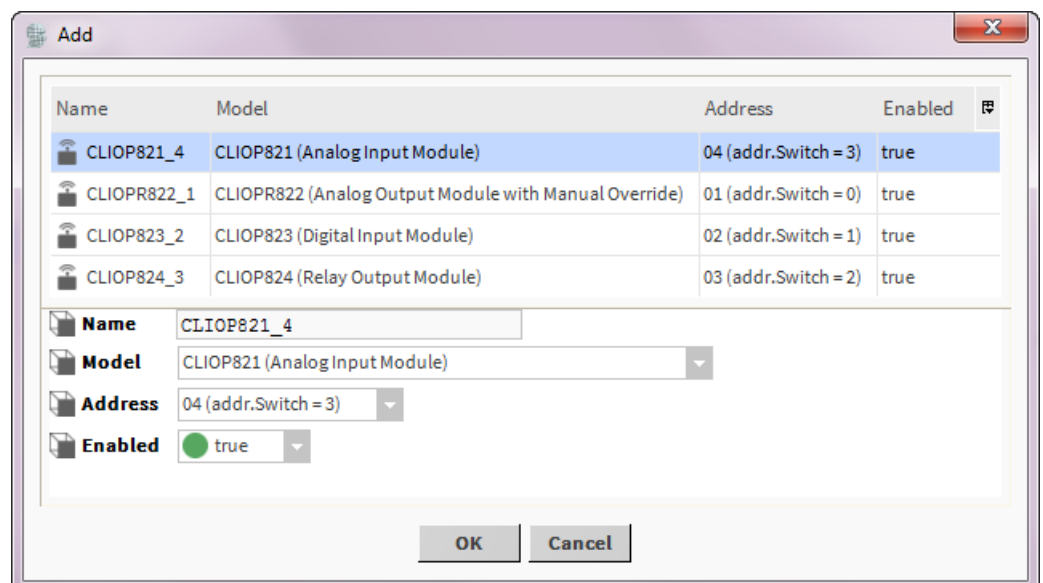 Add
Name Model Address Enabled
CLIOP821_4 CLIOP821 (Analog Input Module) 04 (addr.Switch = 3) true
CLIOPR822_1 CLIOPR822 (Analog Output Module with Manual Override) 01 (addr.Switch = 0) true
CLIOP823_2 CLIOP823 (Digital Input Module) 02 (addr.Switch = 1) true
CLIOP824_3 CLIOP824 (Relay Output Module) 03 (addr.Switch = 2) true
Name CLIOP821_4
Model CLIOP821 (Analog Input Module)
Address 04 (addr.Switch = 3)
Enabled true
OK Cancel